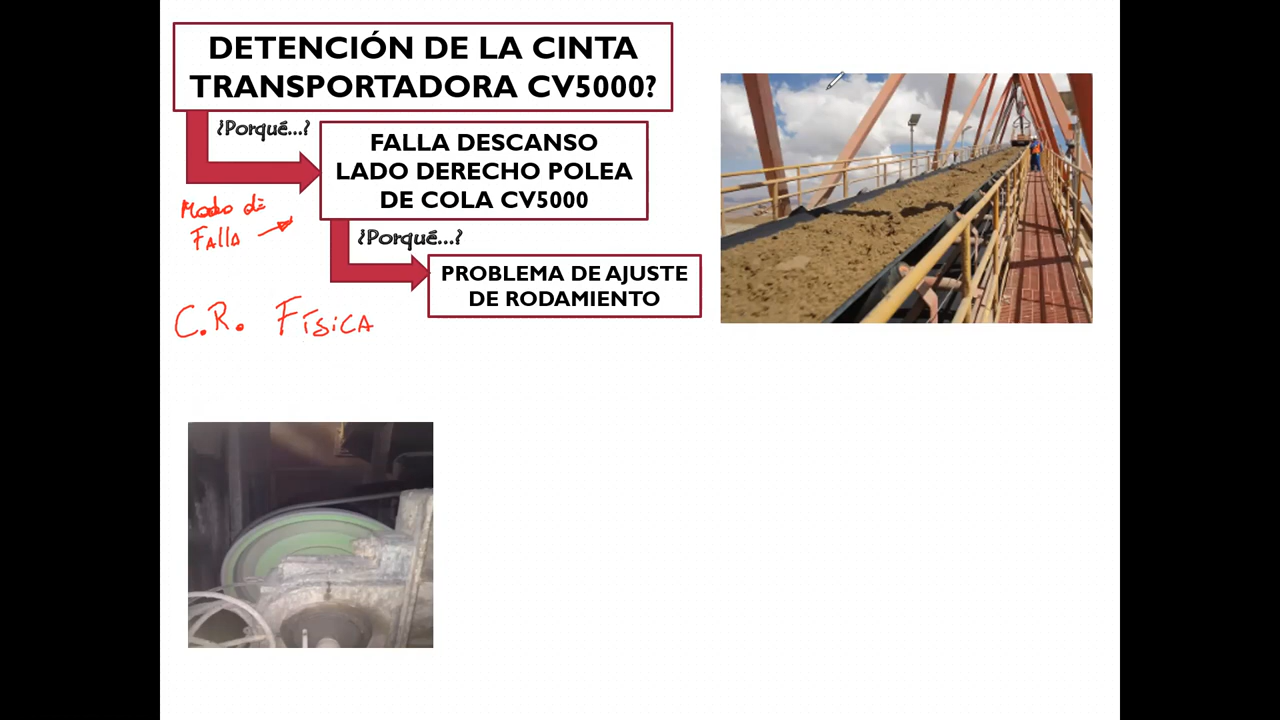 DETENCIÓN DE LA CINTA
TRANSPORTADORA CV5000?
¿Porqué...?
FALLA DESCANSO
LADO DERECHO POLEA
DE COLA CV5000
Modo de
Falla
¿Porqué...?
PROBLEMA DE AJUSTE
DE RODAMIENTO
C.R. Física